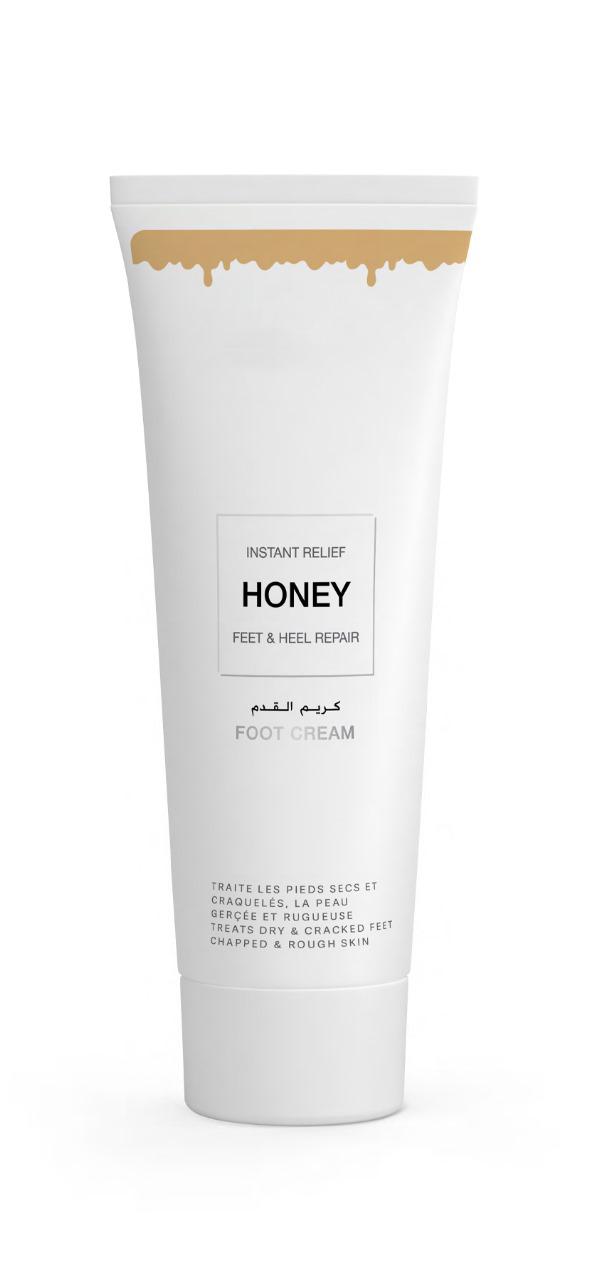 INSTANT RELIEF
HONEY
FEET & HEEL REPAIR
كريم القدم
FOOT CREAM
TRAITE LES PIEDS SECS ET
CRAQUELÉS, LA PEAU
GERÇÉE ET RUGUEUSE
TREATS DRY & CRACKED FEET
CHAPPED & ROUGH SKIN